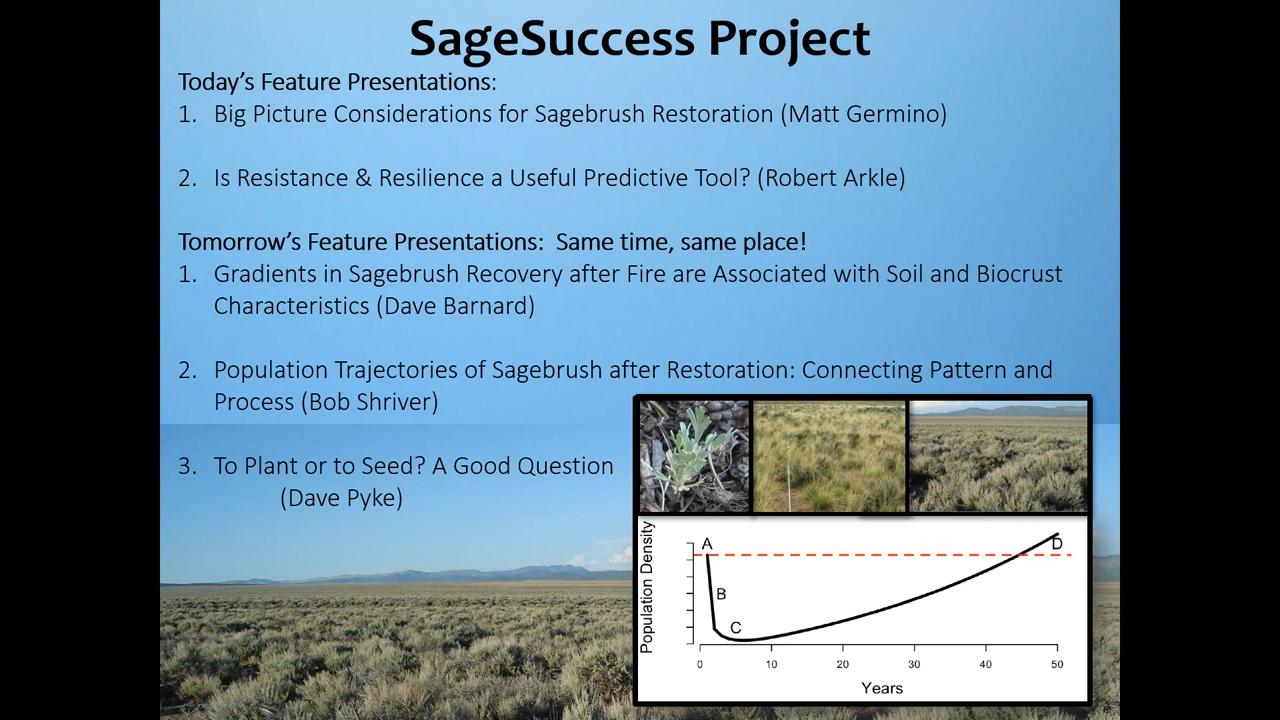 SageSuccess Project
Today’s Feature Presentations:
1. Big Picture Considerations for Sagebrush Restoration (Matt Germino)
2. Is Resistance & Resilience a Useful Predictive Tool? (Robert Arkle)
Tomorrow’s Feature Presentations: Same time, same place!
1. Gradients in Sagebrush Recovery after Fire are Associated with Soil and Biocrust
Characteristics (Dave Barnard)
2. Population Trajectories of Sagebrush after Restoration: Connecting Pattern and
Process (Bob Shriver)
3. To Plant or to Seed? A Good Question
(Dave Pyke)
Population Density
A
B
C
D
0 10 20 30 40 50
Years